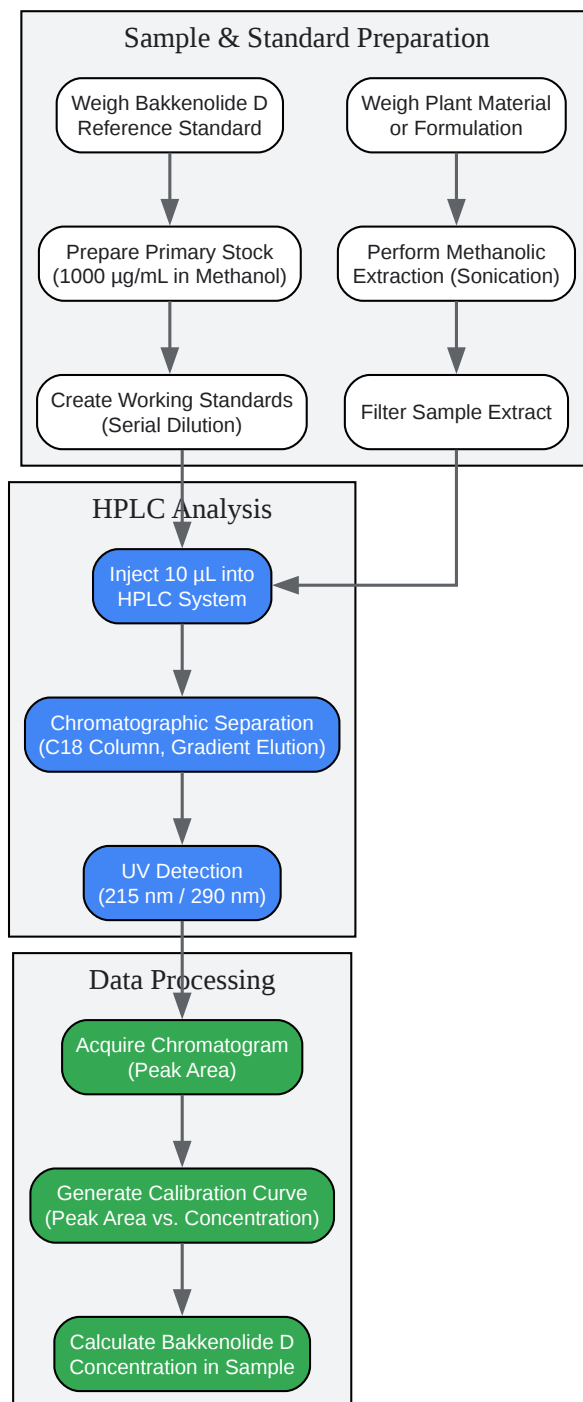 Sample & Standard Preparation
Weigh Bakkenolide D
Reference Standard
Weigh Plant Material
or Formulation
Prepare Primary Stock
(1000 µg/mL in Methanol)
Perform Methanolic
Extraction (Sonication)
Create Working Standards
(Serial Dilution)
Filter Sample Extract
HPLC Analysis
Inject 10 µL into
HPLC System
Chromatographic Separation
(C18 Column, Gradient Elution)
UV Detection
(215 nm / 290 nm)
Data Processing
Acquire Chromatogram
(Peak Area)
Generate Calibration Curve
(Peak Area vs. Concentration)
Calculate Bakkenolide D
Concentration in Sample